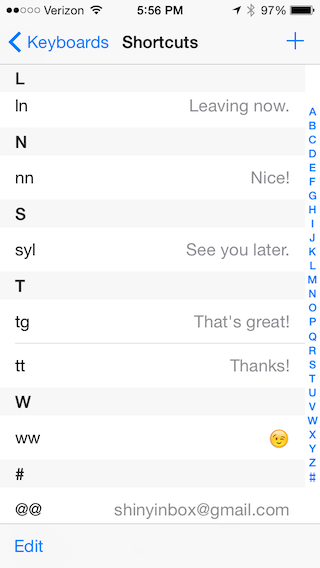 Verizon 5:56 PM 97%
Keyboards Shortcuts +
L
ln Leaving now.
N
nn Nice!
S
syl See you later.
T
tg That's great!
tt Thanks!
W
ww 😉
#
@@ shinyinbox@gmail.com
Edit
A
B
C
D
E
F
G
H
I
J
K
L
M
N
O
P
Q
R
S
T
U
V
W
X
Y
Z
#